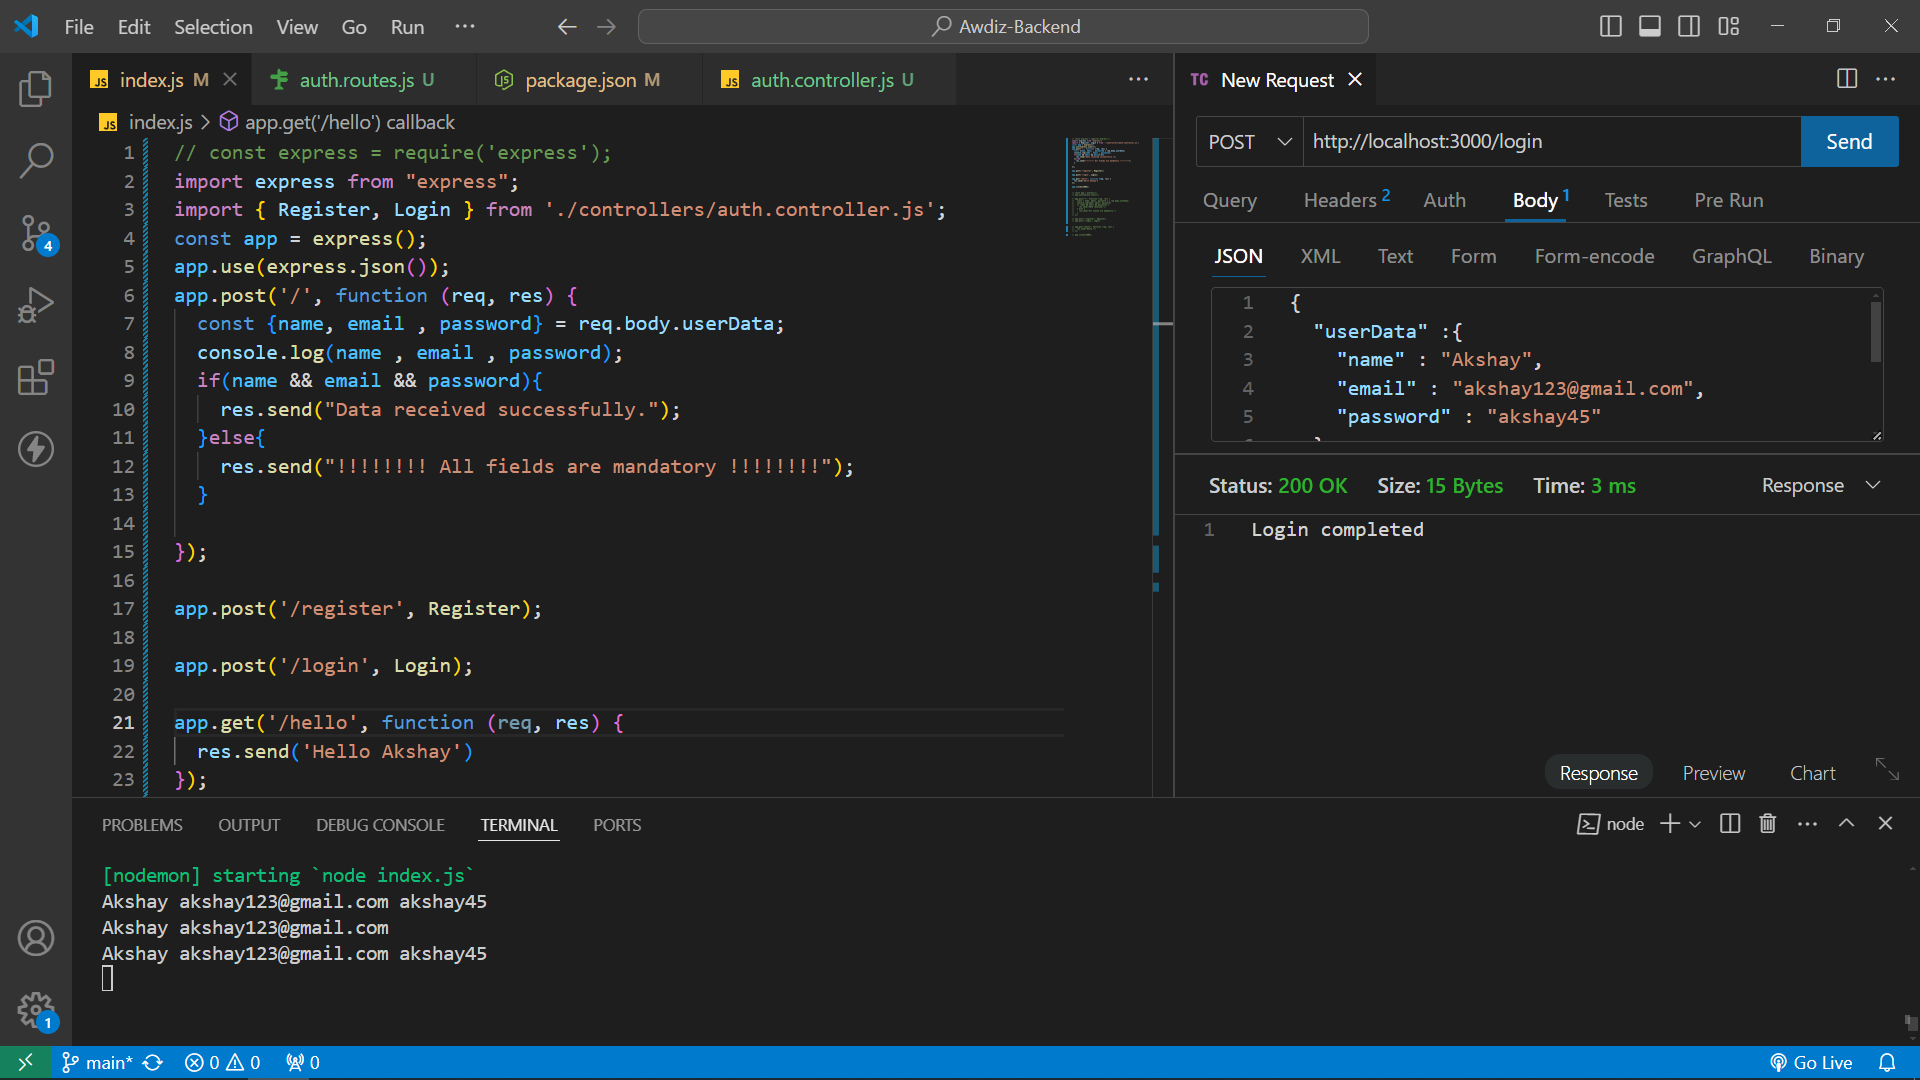 File Edit Selection View Go Run ··· Awdiz-Backend
index.js M auth.routes.js U package.json M auth.controller.js U ···
index.js > app.get('/hello') callback
1 // const express = require('express');
2 import express from "express";
3 import { Register, Login } from './controllers/auth.controller.js';
4 const app = express();
5 app.use(express.json());
6 app.post('/', function (req, res) {
7 const {name, email , password} = req.body.userData;
8 console.log(name , email , password);
9 if(name && email && password){
10 res.send("Data received successfully.");
11 }else{
12 res.send("!!!!!!!! All fields are mandatory !!!!!!!!");
13 }
14
15 });
16
17 app.post('/register', Register);
18
19 app.post('/login', Login);
20
21 app.get('/hello', function (req, res) {
22 res.send('Hello Akshay')
23 });
TC New Request
POST http://localhost:3000/login Send
Query Headers 2 Auth Body 1 Tests Pre Run
JSON XML Text Form Form-encode GraphQL Binary
1 {
2 "userData" :{
3 "name" : "Akshay",
4 "email" : "akshay123@gmail.com",
5 "password" : "akshay45"
Status: 200 OK Size: 15 Bytes Time: 3 ms Response
1 Login completed
Response Preview Chart
PROBLEMS OUTPUT DEBUG CONSOLE TERMINAL PORTS node
[nodemon] starting `node index.js`
Akshay akshay123@gmail.com akshay45
Akshay akshay123@gmail.com
Akshay akshay123@gmail.com akshay45
4
1
main* 0 0 0 Go Live